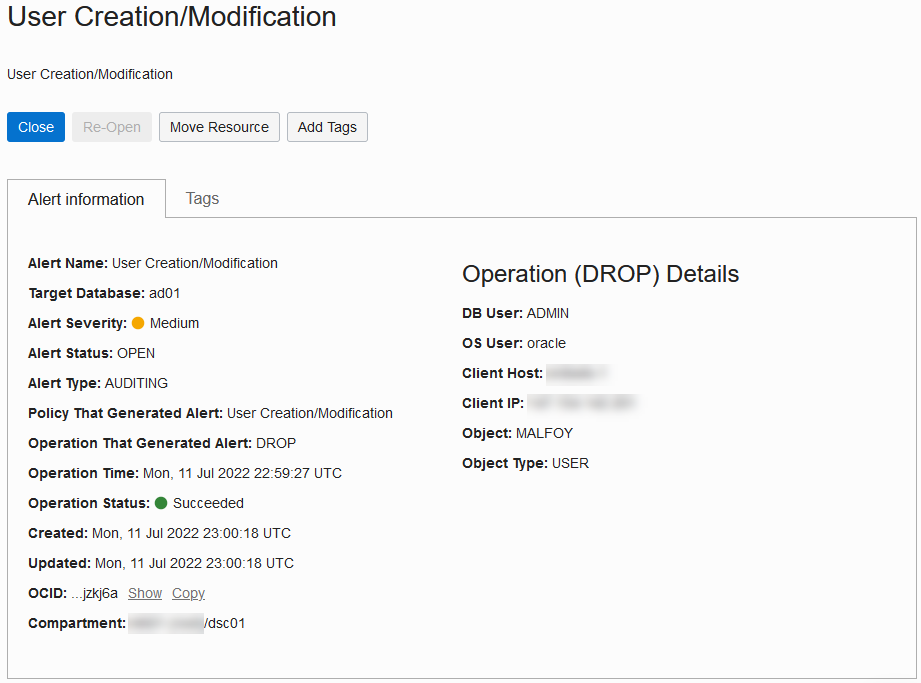 User Creation/Modification
User Creation/Modification
Close Re-Open Move Resource Add Tags
Alert information Tags
Alert Name: User Creation/Modification
Target Database: ad01
Alert Severity: Medium
Alert Status: OPEN
Alert Type: AUDITING
Policy That Generated Alert: User Creation/Modification
Operation That Generated Alert: DROP
Operation Time: Mon, 11 Jul 2022 22:59:27 UTC
Operation Status: Succeeded
Created: Mon, 11 Jul 2022 23:00:18 UTC
Updated: Mon, 11 Jul 2022 23:00:18 UTC
OCID: ...jzkj6a Show Copy
Compartment: /dsc01
Operation (DROP) Details
DB User: ADMIN
OS User: oracle
Client Host:
Client IP:
Object: MALFOY
Object Type: USER